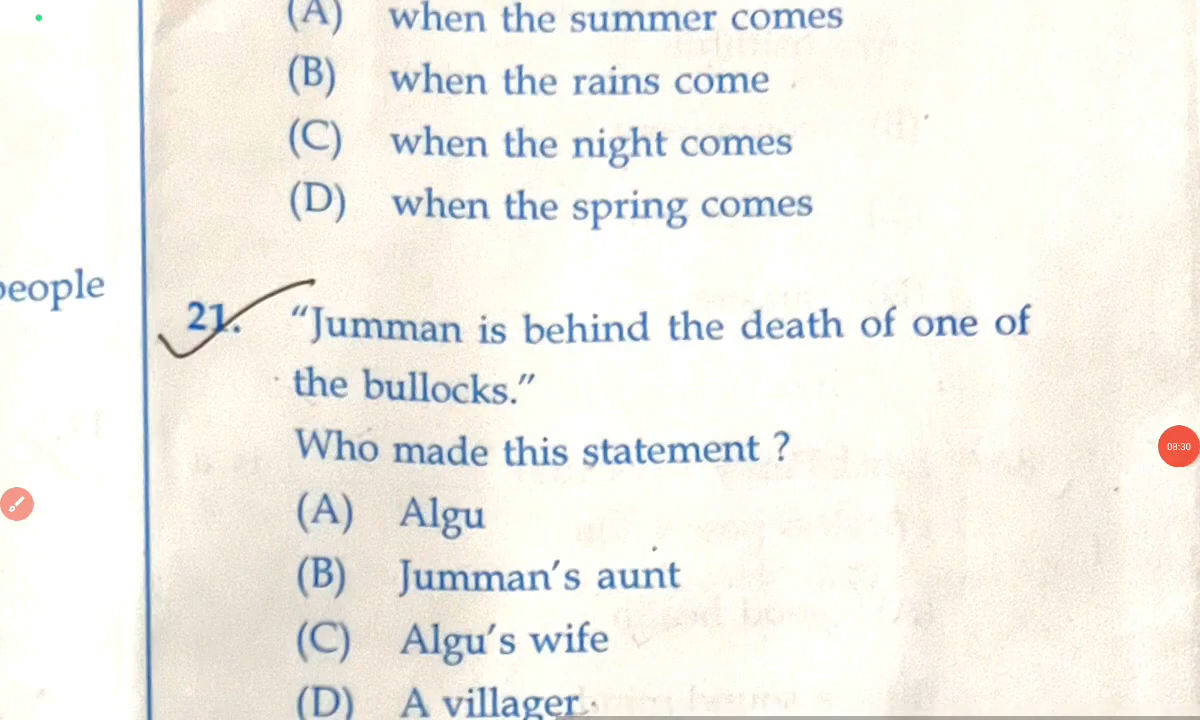 (A) when the summer comes
(B) when the rains come
(C) when the night comes
(D) when the spring comes
people
21. “Jumman is behind the death of one of
the bullocks.”
Who made this statement ?
(A) Algu
(B) Jumman’s aunt
(C) Algu’s wife
(D) A villager
08:30